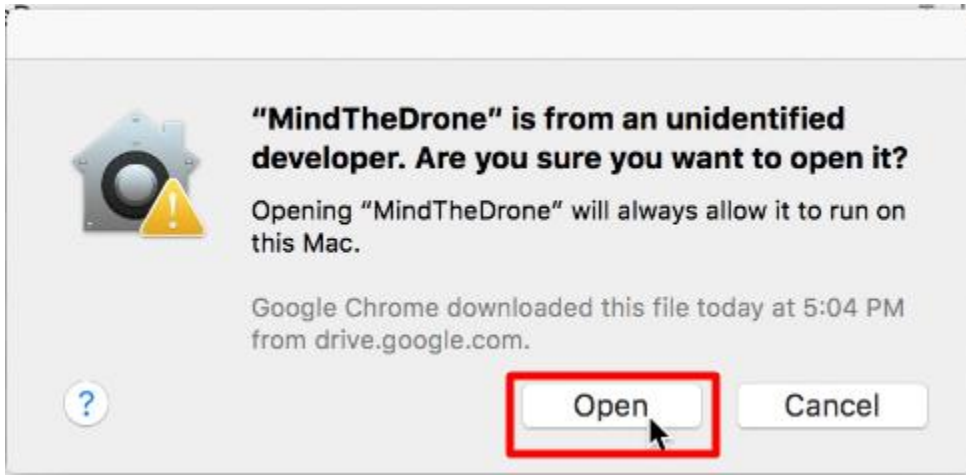 “MindTheDrone” is from an unidentified
developer. Are you sure you want to open it?
Opening “MindTheDrone” will always allow it to run on
this Mac.
Google Chrome downloaded this file today at 5:04 PM
from drive.google.com.
?
Open
Cancel